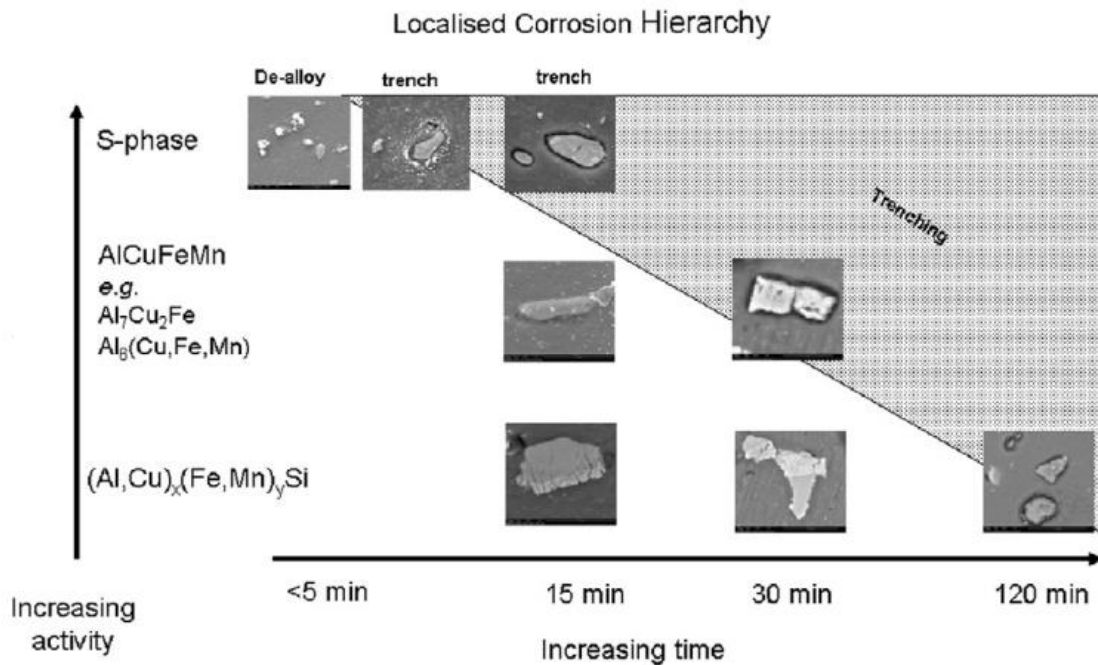 Localised Corrosion Hierarchy
De-alloy
trench
trench
S-phase
Trenching
AlCuFeMn
e.g.
Al₇Cu₂Fe
Al₆(Cu,Fe,Mn)
(Al,Cu)ₓ(Fe,Mn)ᵧSi
<5 min
15 min
30 min
120 min
Increasing
activity
Increasing time